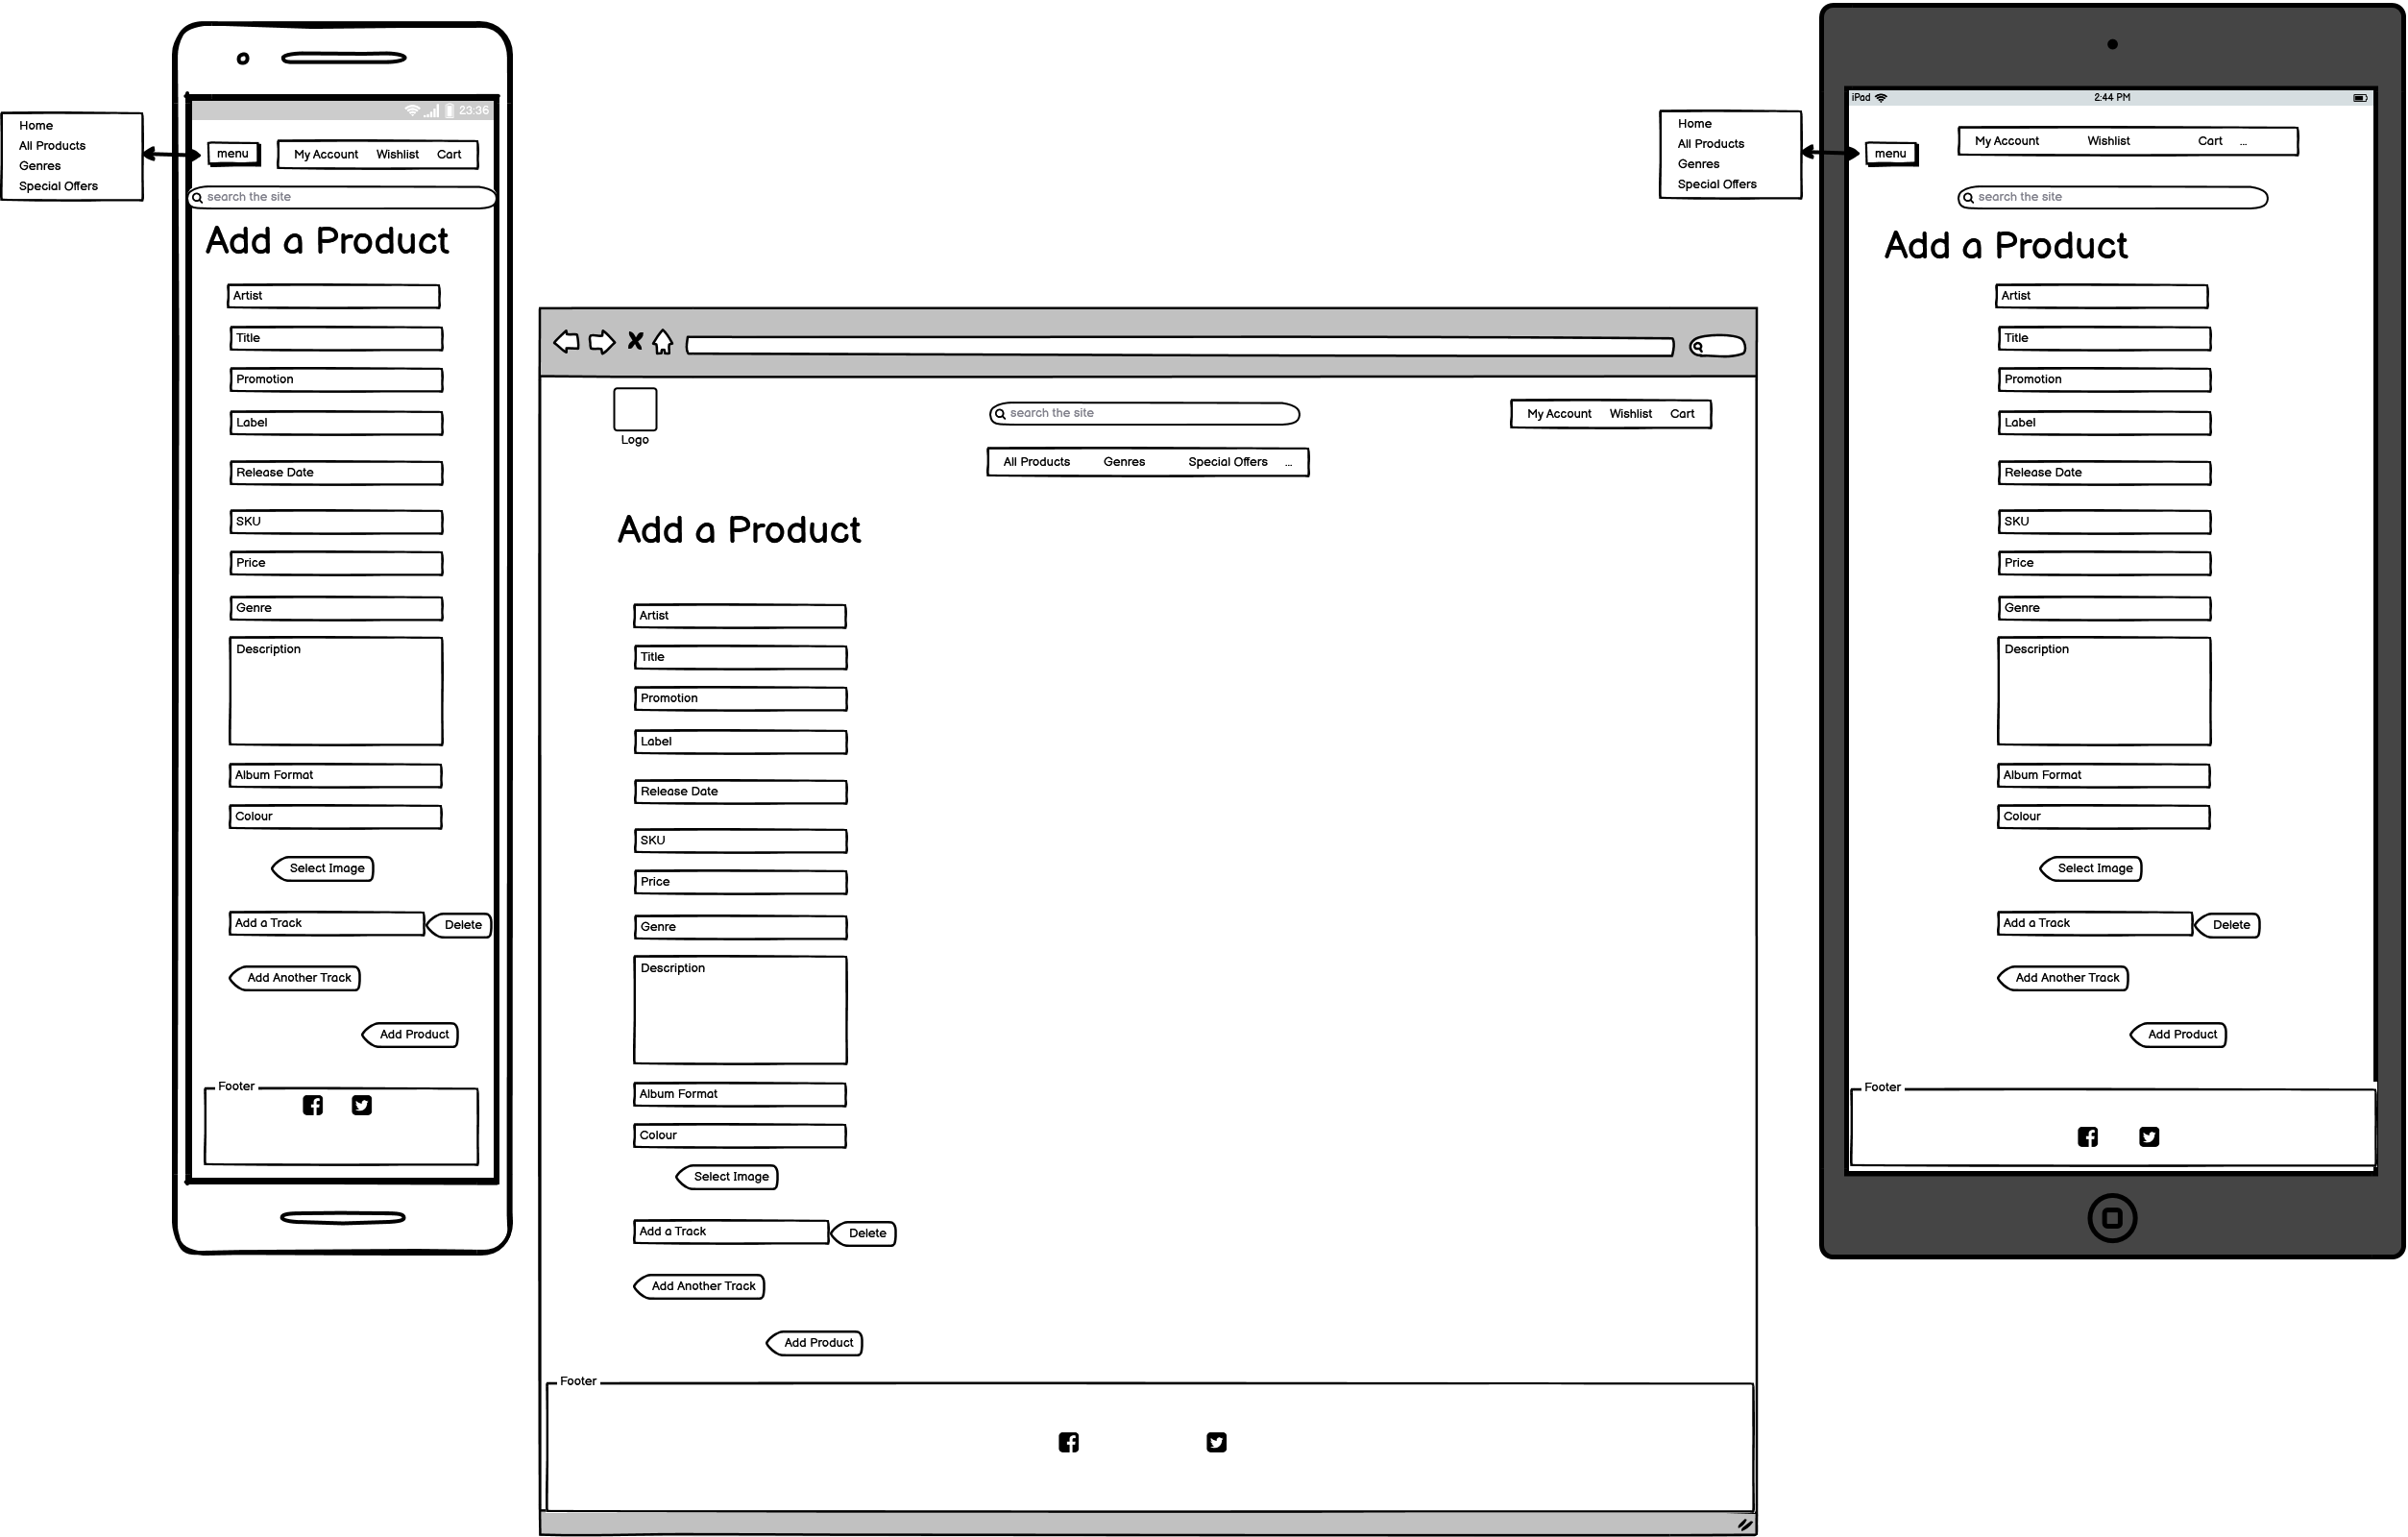 Home
All Products
Genres
Special Offers
23:36
menu
My Account Wishlist Cart
search the site
Add a Product
Artist
Title
Promotion
Label
Release Date
SKU
Price
Genre
Description
Album Format
Colour
Select Image
Add a Track Delete
Add Another Track
Add Product
Footer
Logo
search the site
My Account Wishlist Cart
All Products Genres Special Offers ...
Add a Product
Artist
Title
Promotion
Label
Release Date
SKU
Price
Genre
Description
Album Format
Colour
Select Image
Add a Track Delete
Add Another Track
Add Product
Footer
Home
All Products
Genres
Special Offers
iPad 2:44 PM
menu
My Account Wishlist Cart ...
search the site
Add a Product
Artist
Title
Promotion
Label
Release Date
SKU
Price
Genre
Description
Album Format
Colour
Select Image
Add a Track Delete
Add Another Track
Add Product
Footer